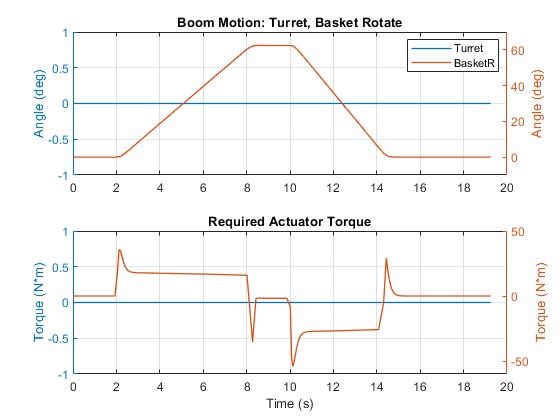 Boom Motion: Turret, Basket Rotate
1
0.5
0
-0.5
-1
Angle (deg)
60
40
20
0
Angle (deg)
Turret
BasketR
0 2 4 6 8 10 12 14 16 18 20
Required Actuator Torque
1
0.5
0
-0.5
-1
Torque (N*m)
50
0
-50
Torque (N*m)
0 2 4 6 8 10 12 14 16 18 20
Time (s)